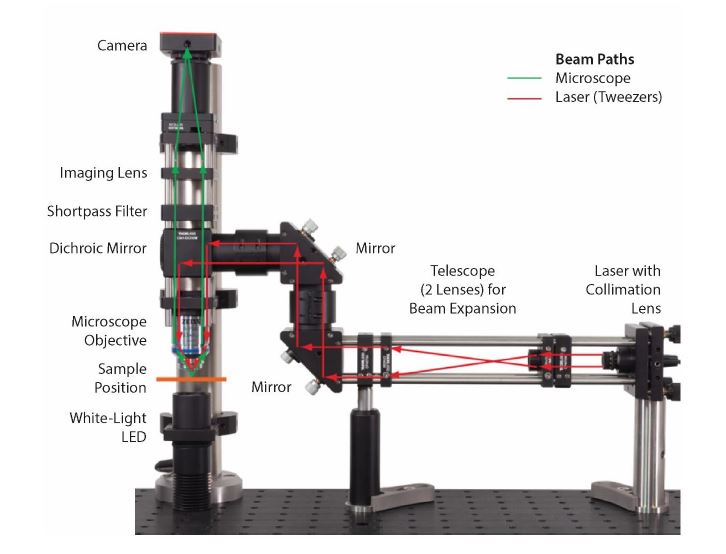 Camera
Beam Paths
Microscope
Laser (Tweezers)
Imaging Lens
Shortpass Filter
Dichroic Mirror
Mirror
Telescope
(2 Lenses) for
Beam Expansion
Laser with
Collimation
Lens
Microscope
Objective
Sample
Position
Mirror
White-Light
LED